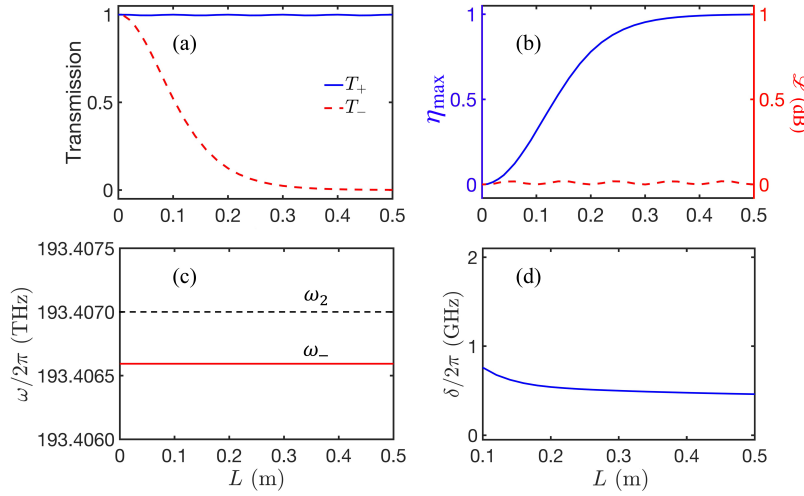 1
0.5
0
Transmission
(a)
T₊
T₋
0 0.1 0.2 0.3 0.4 0.5
1
0.5
0
η_max
(b)
1
0.5
0
ℒ (dB)
0 0.1 0.2 0.3 0.4 0.5
193.4075
193.4070
193.4065
193.4060
ω/2π (THz)
(c)
ω₂
ω₋
0 0.1 0.2 0.3 0.4 0.5
L (m)
2
1
0
δ/2π (GHz)
(d)
0.1 0.2 0.3 0.4 0.5
L (m)